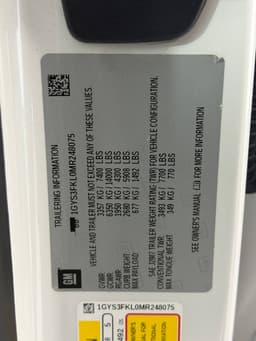 TRAILERING INFORMATION
1GYS3FKL0MR248075
VEHICLE AND TRAILER MUST NOT EXCEED ANY OF THESE VALUES
GVWR: 3357 KG / 7400 LBS
GCWR: 6350 KG / 14000 LBS
RGAWR: 1950 KG / 4300 LBS
CURB WEIGHT: 2680 KG / 5908 LBS
MAX PAYLOAD: 677 KG / 1492 LBS
SAE J2807 TRAILER WEIGHT RATING (TWR) FOR VEHICLE CONFIGURATION.
CONVENTIONAL TWR: 3493 KG / 7700 LBS
MAX TONGUE WEIGHT: 349 KG / 770 LBS
SEE OWNER'S MANUAL FOR MORE INFORMATION
GM
1GYS3FKL0MR248075
5
492
OWNER'S